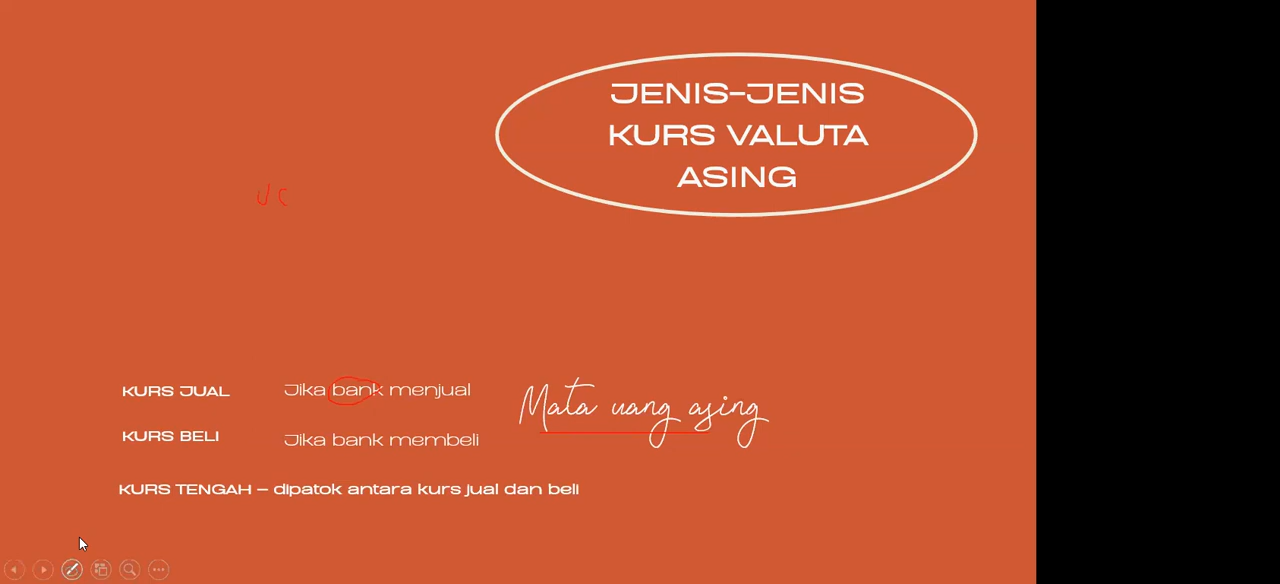 JENIS-JENIS
KURS VALUTA
ASING
KURS JUAL Jika bank menjual
Mata uang asing
KURS BELI Jika bank membeli
KURS TENGAH – dipatok antara kurs jual dan beli